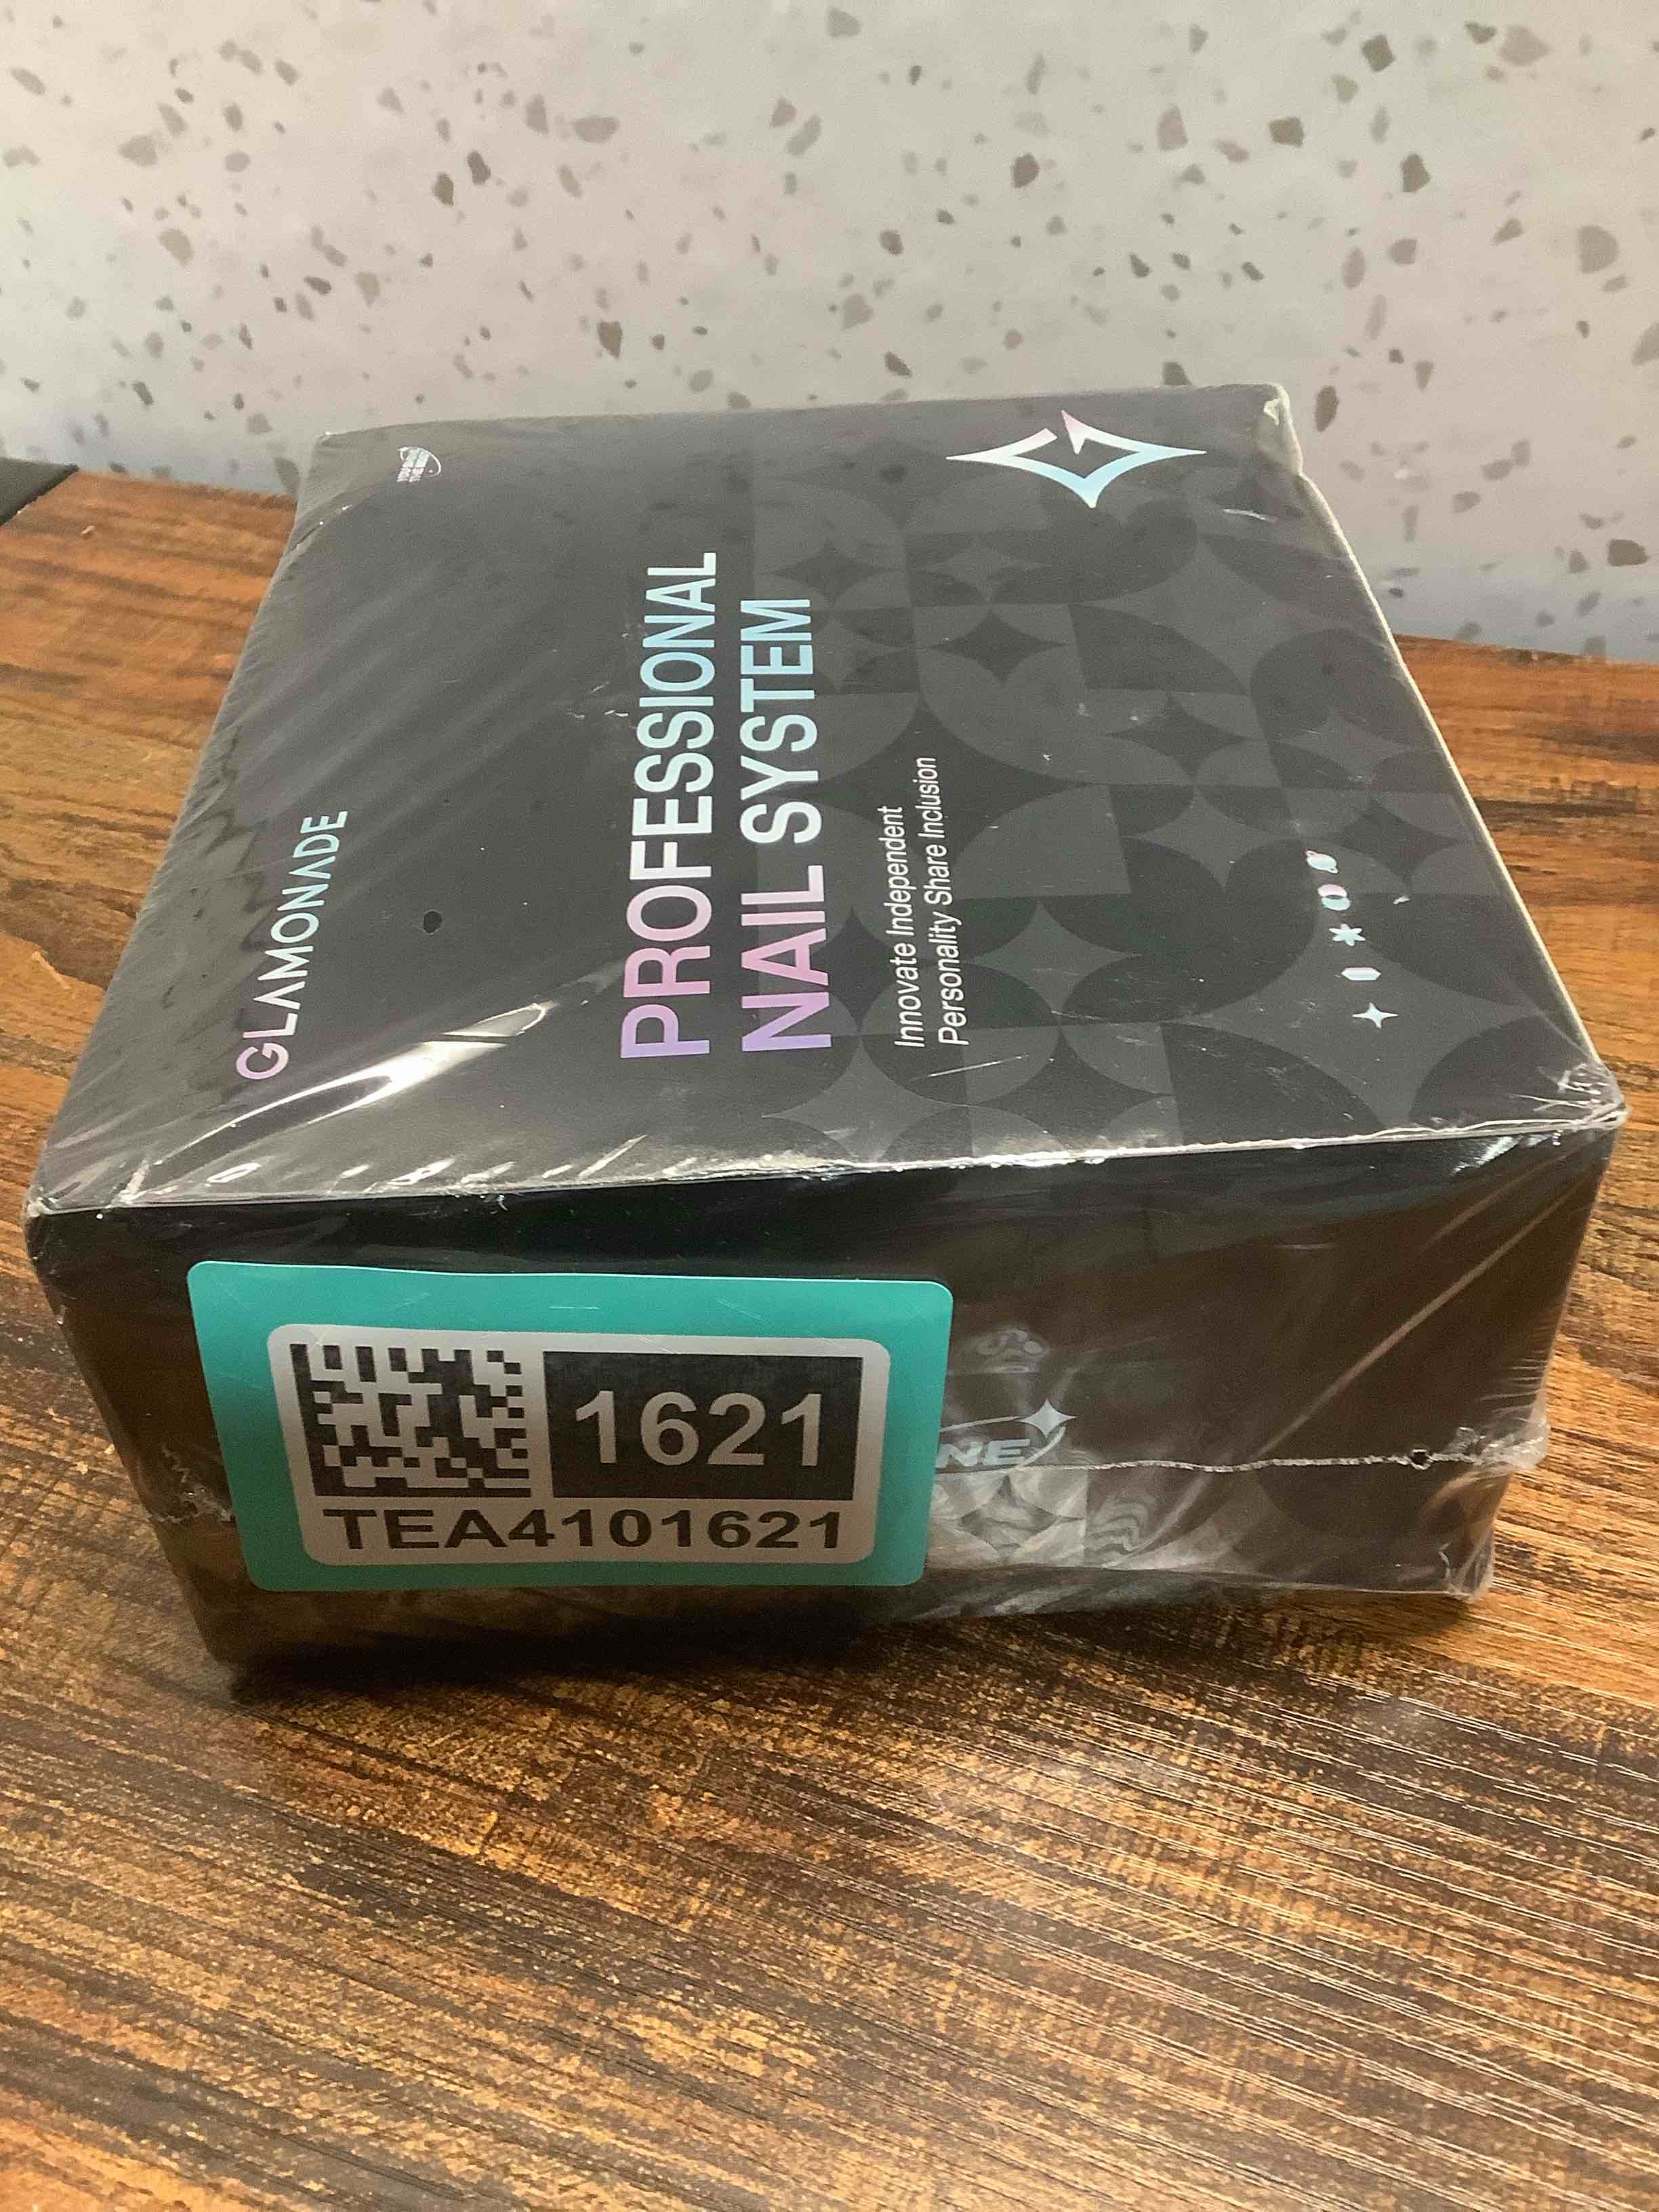 GLAMONADE
PROFESSIONAL
NAIL SYSTEM
Innovate Independent
Personality Share Inclusion
1621
TEA4101621